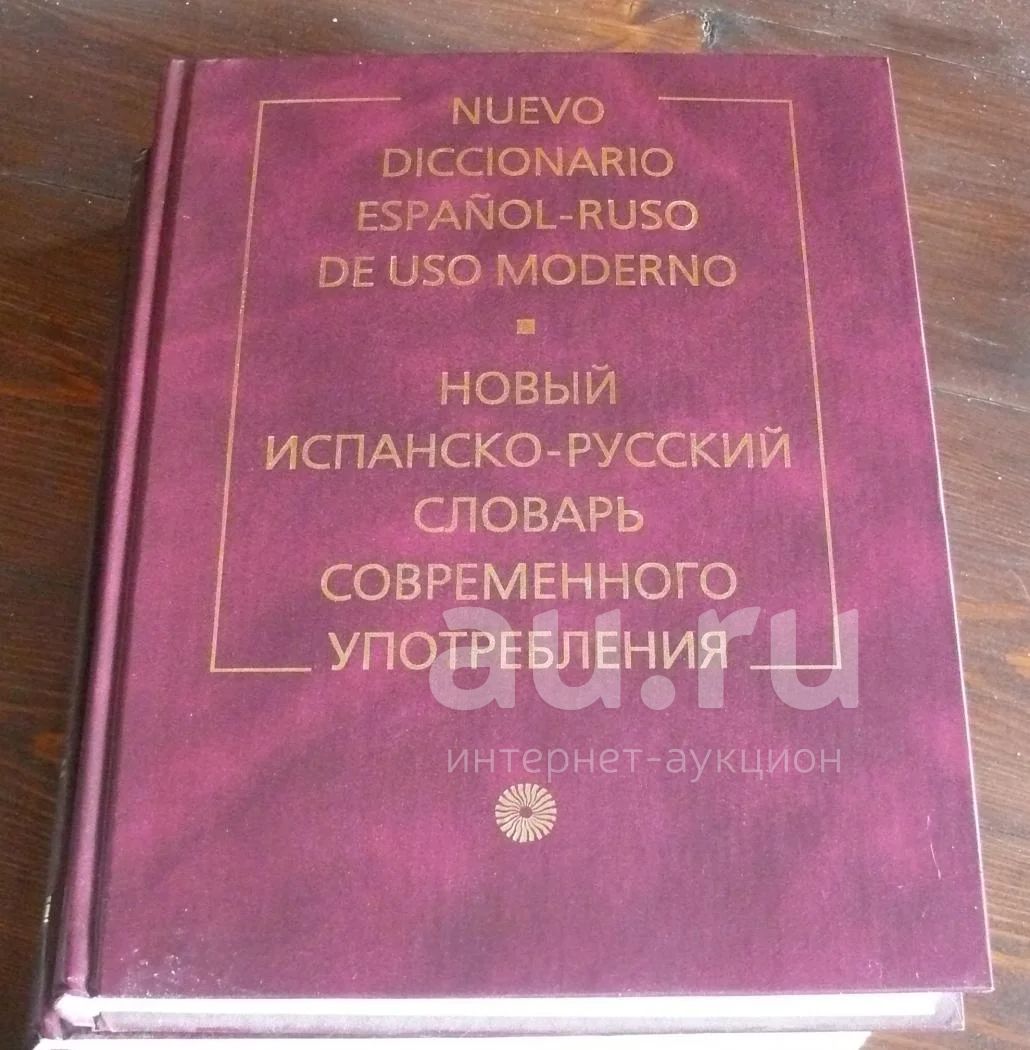 NUEVO
DICCIONARIO
ESPAÑOL-RUSO
DE USO MODERNO
НОВЫЙ
ИСПАНСКО-РУССКИЙ
СЛОВАРЬ
СОВРЕМЕННОГО
УПОТРЕБЛЕНИЯ
au.ru
интернет-аукцион